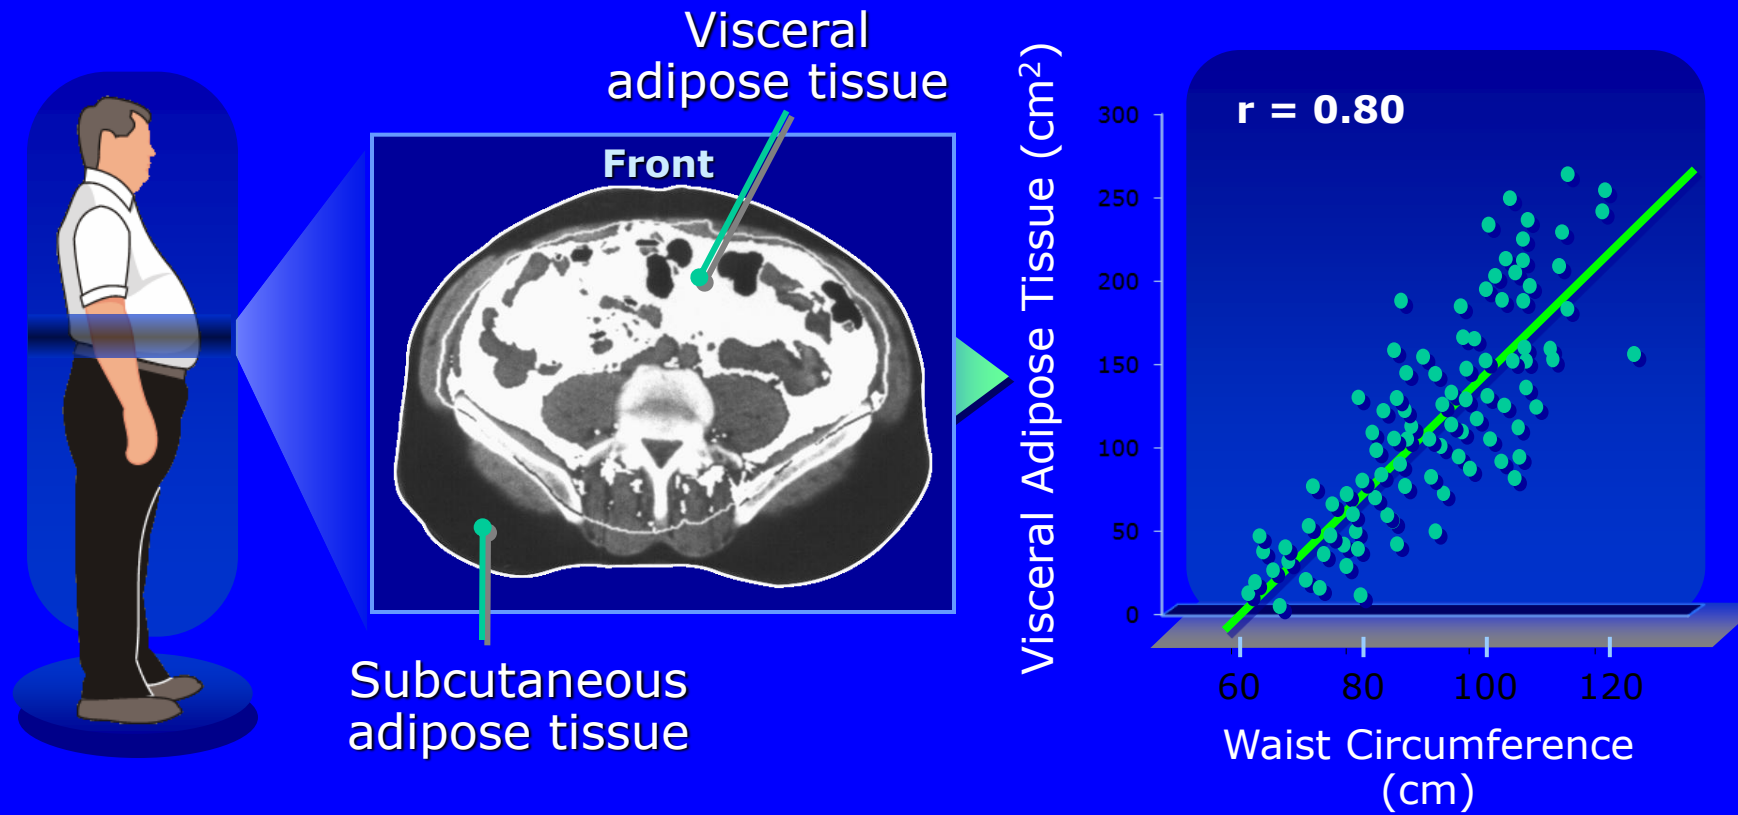 Visceral
adipose tissue
Front
Subcutaneous
adipose tissue
Visceral Adipose Tissue (cm²)
r = 0.80
300
250
200
150
100
50
0
60 80 100 120
Waist Circumference
(cm)